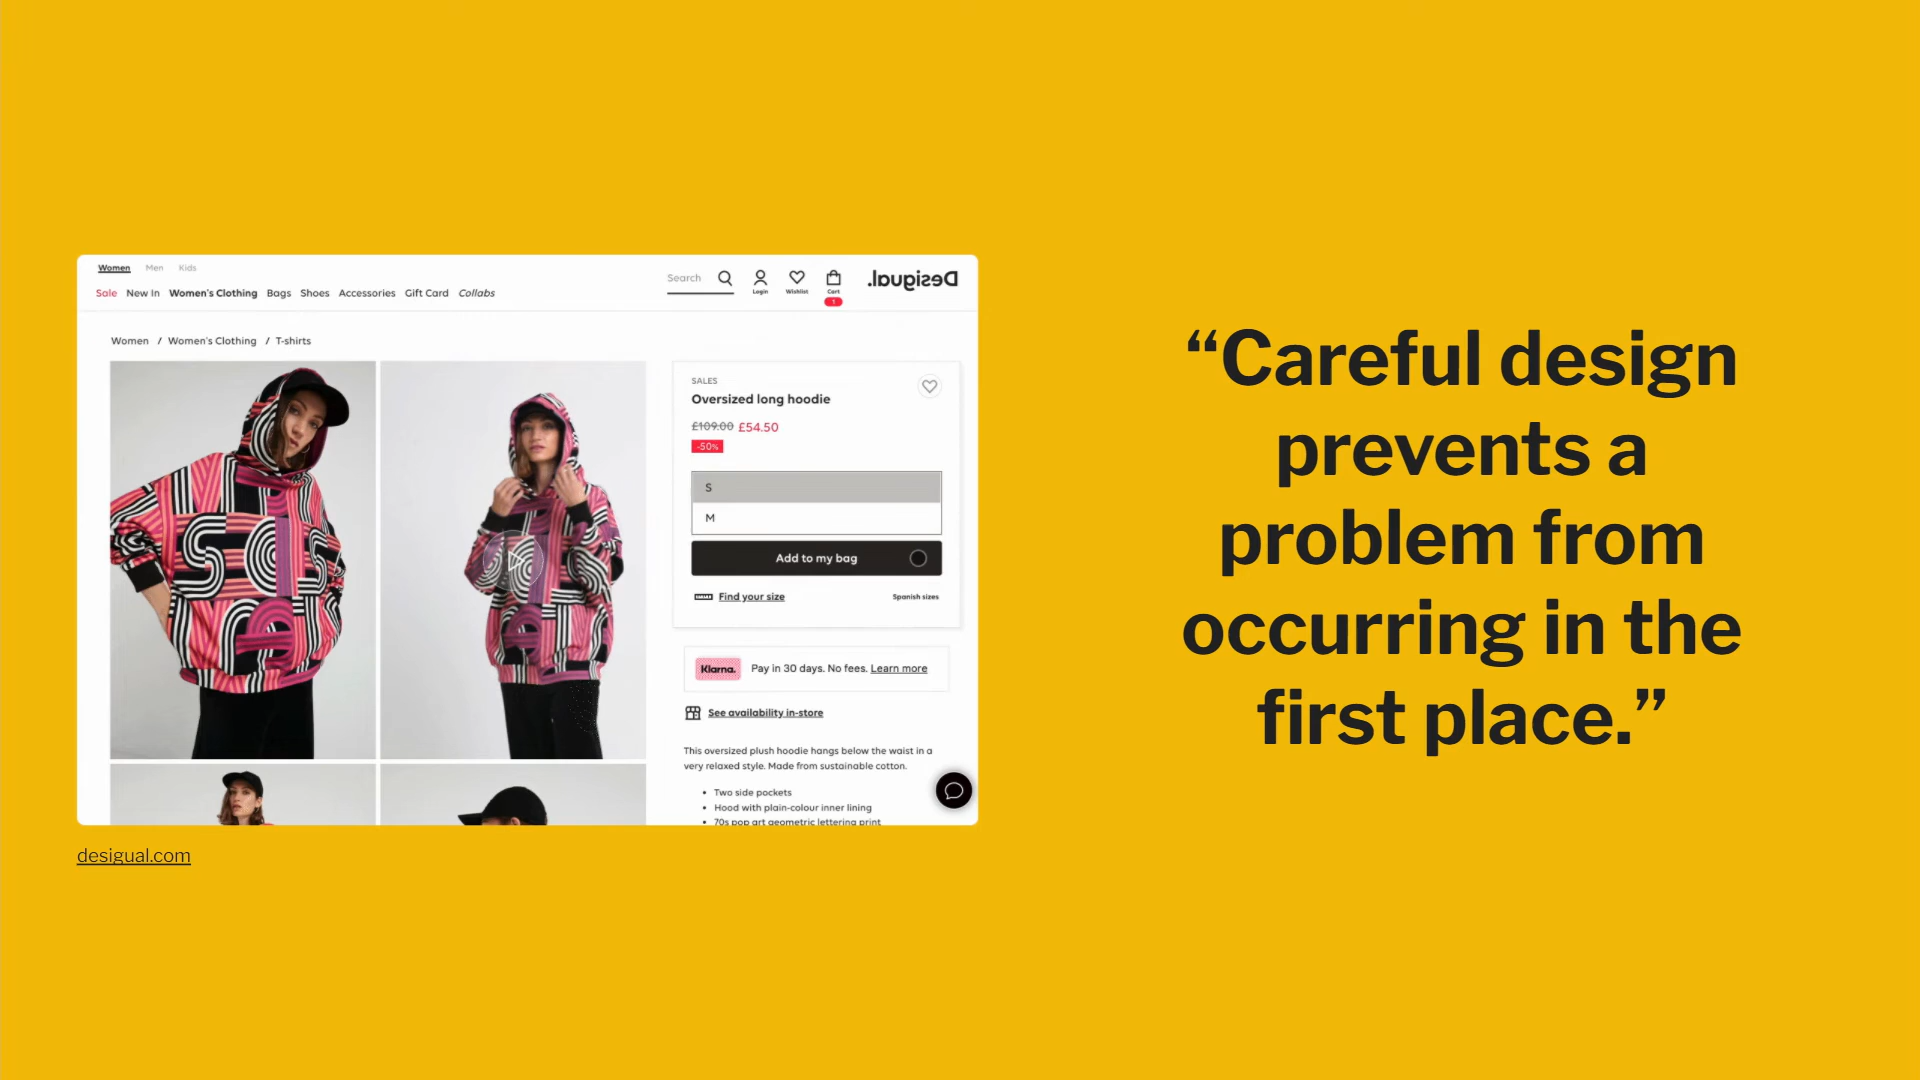 Women Men Kids
Sale New In Women's Clothing Bags Shoes Accessories Gift Card Collabs
Search
Login
Wishlist
Cart
1
Desigual.
Women / Women's Clothing / T-shirts
SALES
Oversized long hoodie
£109.00 £54.50
-50%
S
M
Add to my bag
Find your size
Spanish sizes
Klarna. Pay in 30 days. No fees. Learn more
See availability in-store
This oversized plush hoodie hangs below the waist in a
very relaxed style. Made from sustainable cotton.
• Two side pockets
• Hood with plain-colour inner lining
• 70s pop art geometric lettering print
desigual.com
“Careful design
prevents a
problem from
occurring in the
first place.”